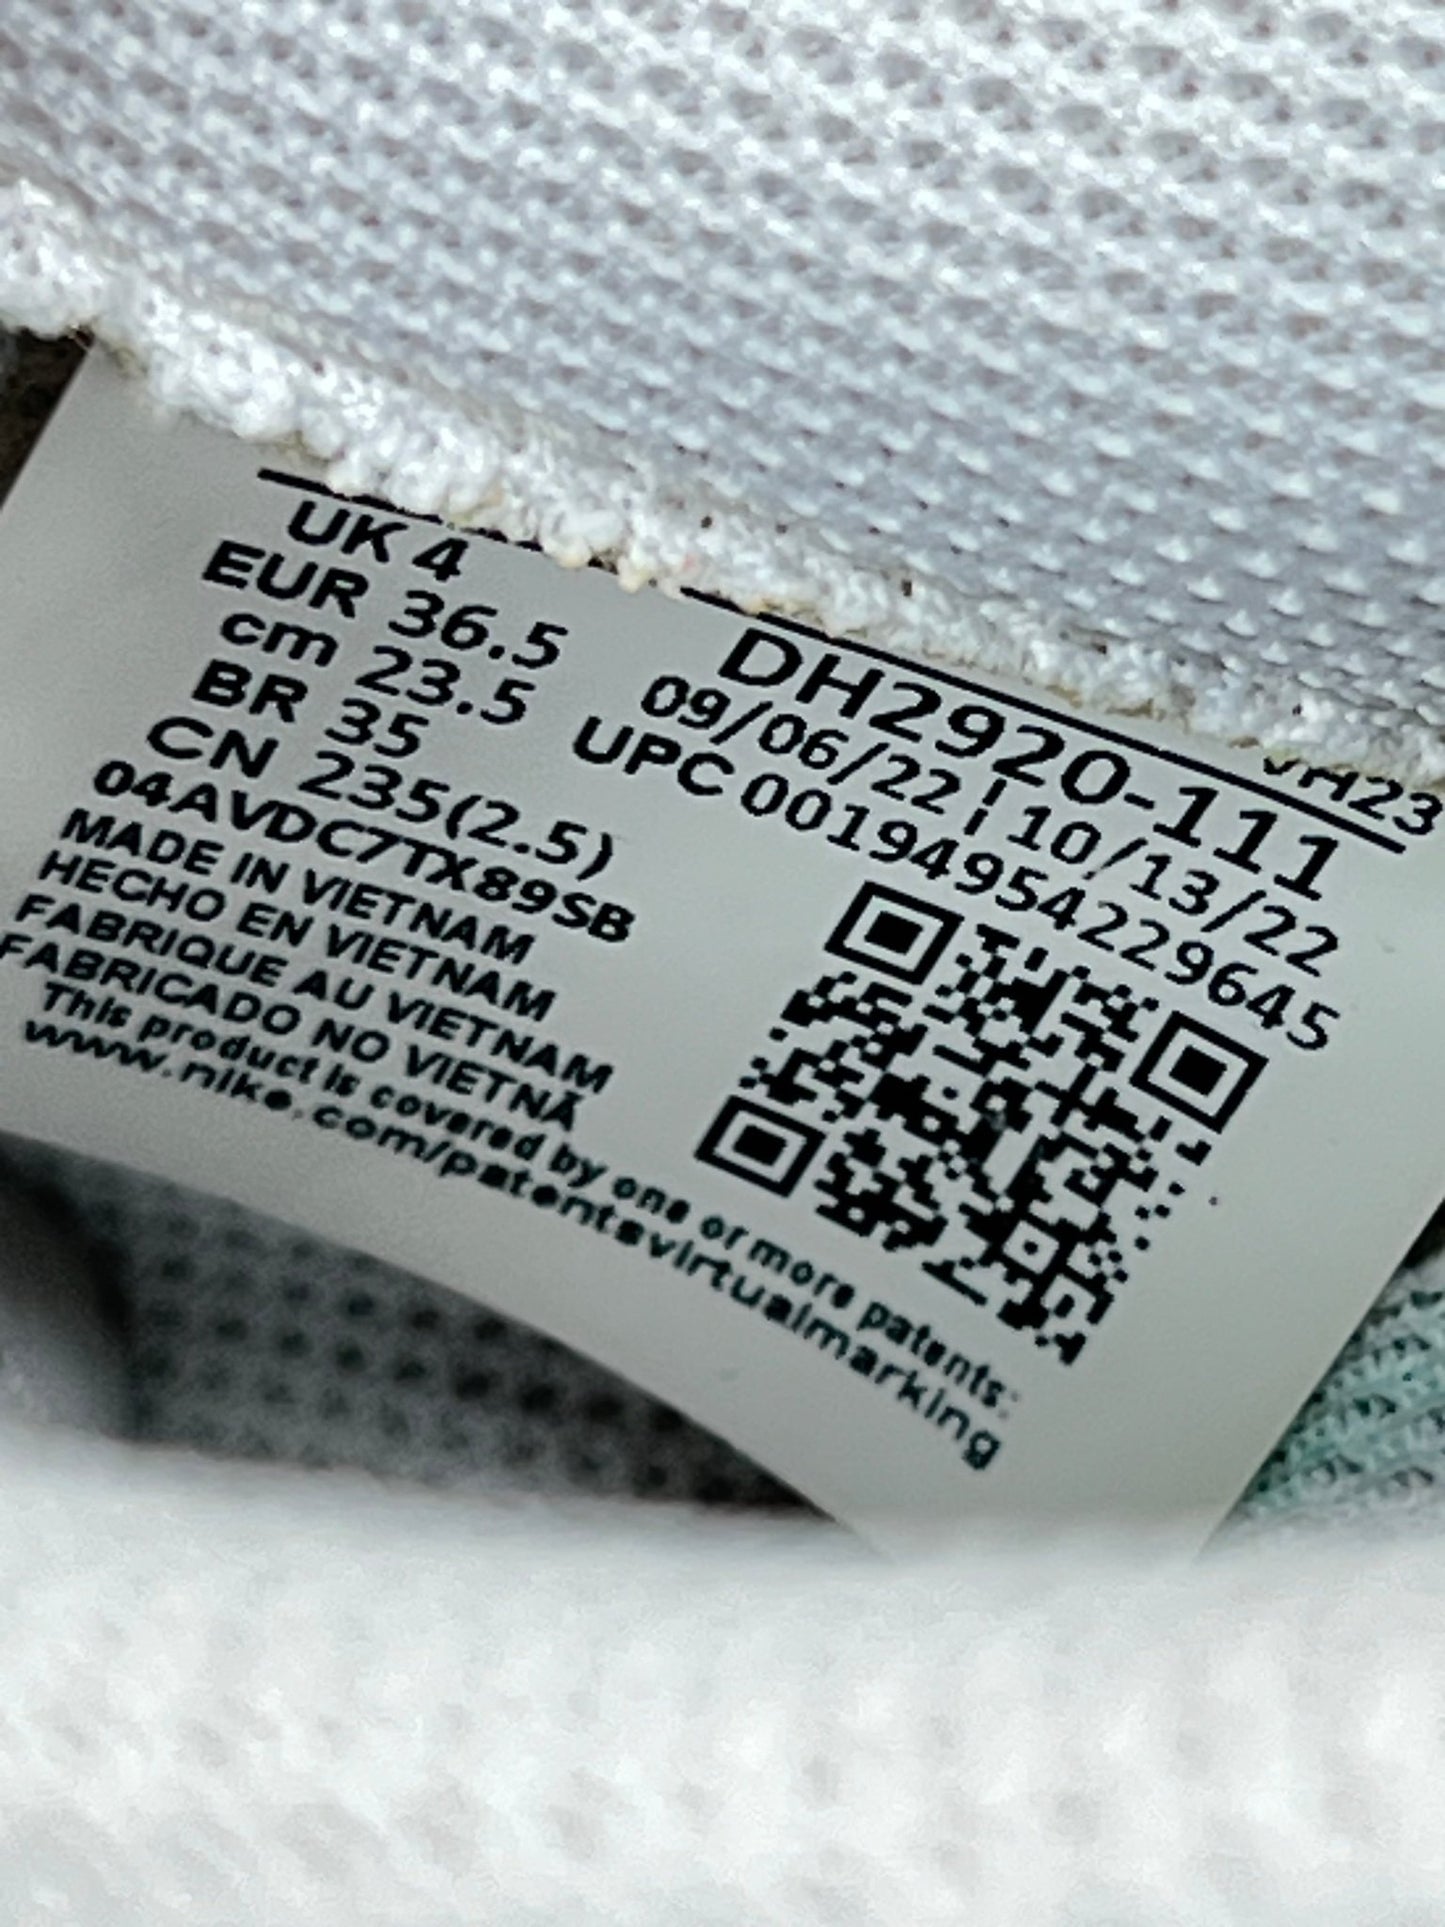 UK 4
EUR 36.5
cm 23.5
BR 35
CN 235(2.5)
04AVDC7TX89SB
MADE IN VIETNAM
HECHO EN VIETNAM
FABRIQUE AU VIETNAM
FABRICADO NO VIETNÃ
This product is covered by one or more patents:
www.nike.com/patentsvirtualmarking
DH2920-111
09/06/22 ¦ 10/13/22
UPC 00194954229645